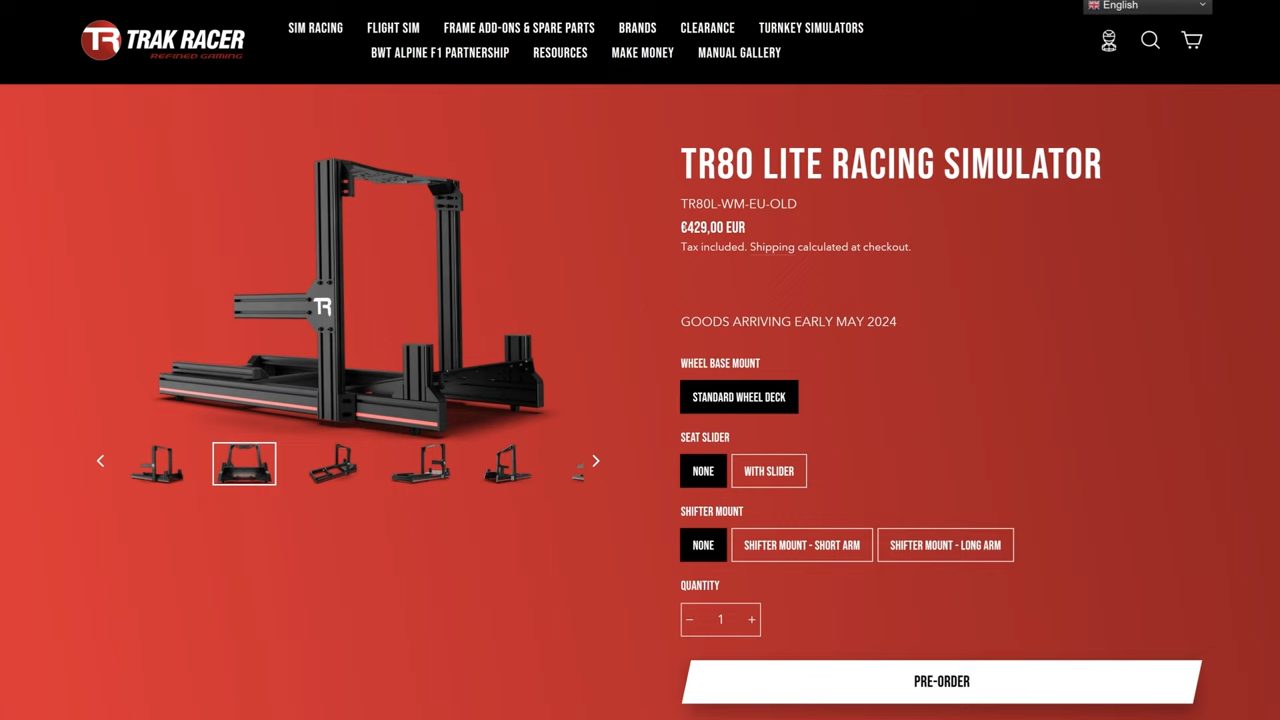 English
TR TRAK RACER
REFINED GAMING
SIM RACING FLIGHT SIM FRAME ADD-ONS & SPARE PARTS BRANDS CLEARANCE TURNKEY SIMULATORS
BWT ALPINE F1 PARTNERSHIP RESOURCES MAKE MONEY MANUAL GALLERY
TR
TR80 LITE RACING SIMULATOR
TR80L-WM-EU-OLD
€429,00 EUR
Tax included. Shipping calculated at checkout.
GOODS ARRIVING EARLY MAY 2024
WHEEL BASE MOUNT
STANDARD WHEEL DECK
SEAT SLIDER
NONE WITH SLIDER
SHIFTER MOUNT
NONE SHIFTER MOUNT - SHORT ARM SHIFTER MOUNT - LONG ARM
QUANTITY
− 1 +
PRE-ORDER